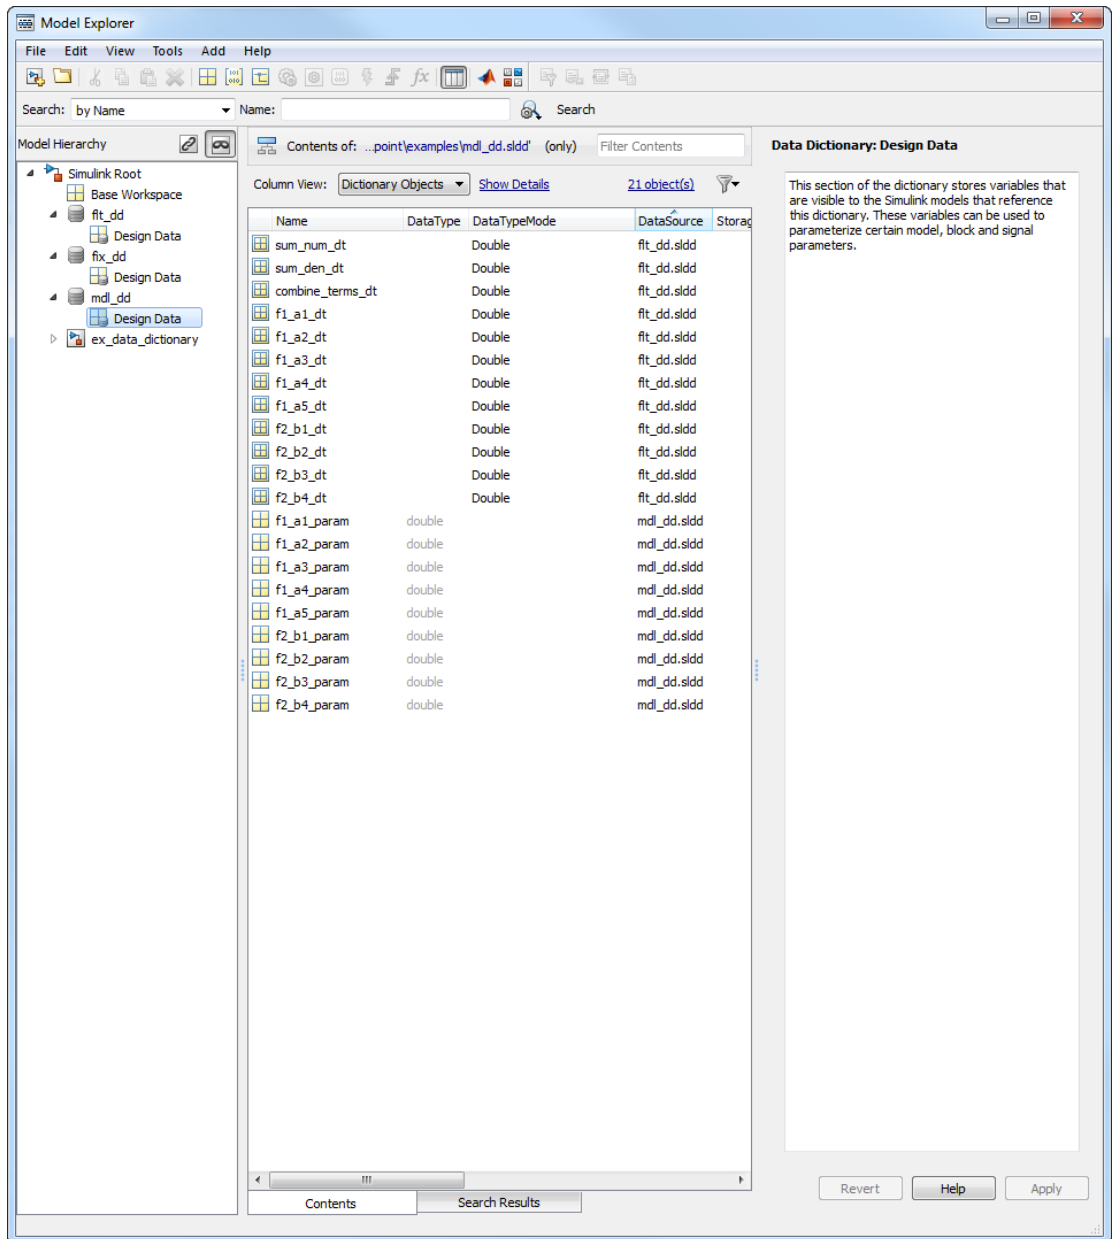 Model Explorer
File Edit View Tools Add Help
Search: by Name Name: Search
Model Hierarchy
Simulink Root
Base Workspace
flt_dd
Design Data
fix_dd
Design Data
mdl_dd
Design Data
ex_data_dictionary
Contents of: ...point\examples\mdl_dd.sldd' (only) Filter Contents
Column View: Dictionary Objects Show Details 21 object(s)
Name DataType DataTypeMode DataSource Storag
sum_num_dt Double flt_dd.sldd
sum_den_dt Double flt_dd.sldd
combine_terms_dt Double flt_dd.sldd
f1_a1_dt Double flt_dd.sldd
f1_a2_dt Double flt_dd.sldd
f1_a3_dt Double flt_dd.sldd
f1_a4_dt Double flt_dd.sldd
f1_a5_dt Double flt_dd.sldd
f2_b1_dt Double flt_dd.sldd
f2_b2_dt Double flt_dd.sldd
f2_b3_dt Double flt_dd.sldd
f2_b4_dt Double flt_dd.sldd
f1_a1_param double mdl_dd.sldd
f1_a2_param double mdl_dd.sldd
f1_a3_param double mdl_dd.sldd
f1_a4_param double mdl_dd.sldd
f1_a5_param double mdl_dd.sldd
f2_b1_param double mdl_dd.sldd
f2_b2_param double mdl_dd.sldd
f2_b3_param double mdl_dd.sldd
f2_b4_param double mdl_dd.sldd
Contents Search Results
Data Dictionary: Design Data
This section of the dictionary stores variables that
are visible to the Simulink models that reference
this dictionary. These variables can be used to
parameterize certain model, block and signal
parameters.
Revert Help Apply